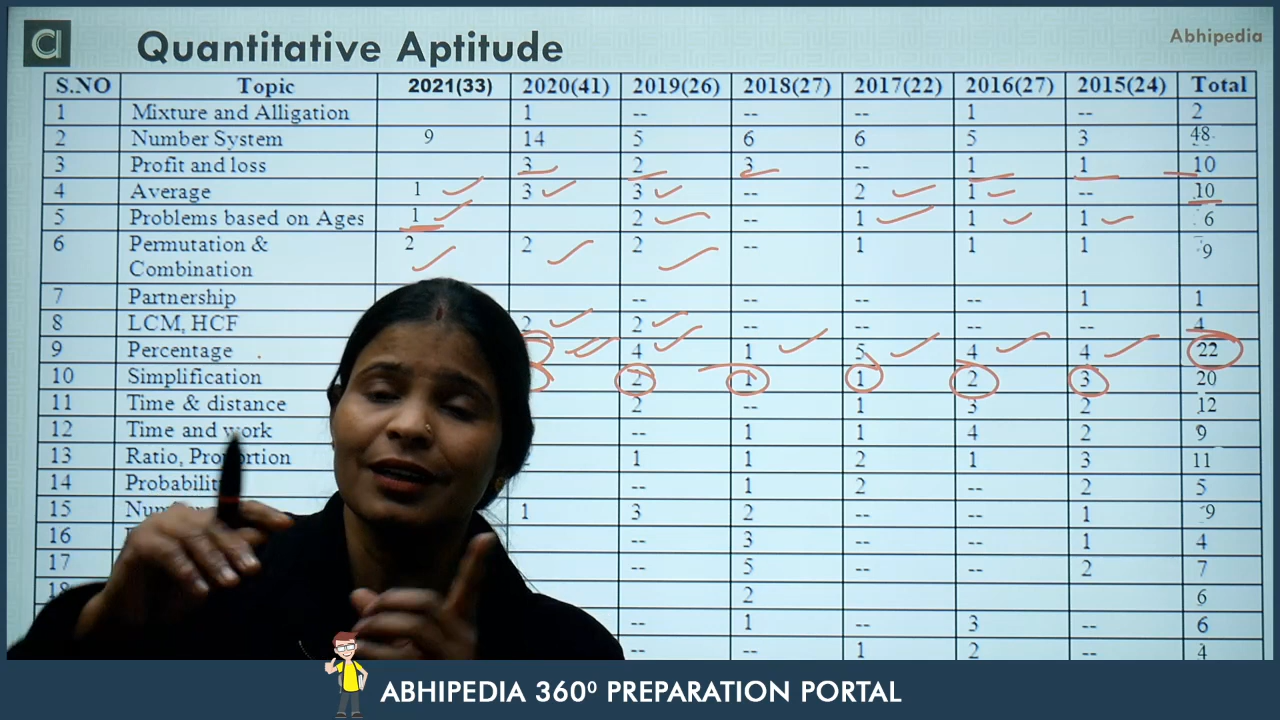 Quantitative Aptitude
Abhipedia
S.NO Topic 2021(33) 2020(41) 2019(26) 2018(27) 2017(22) 2016(27) 2015(24) Total
1 Mixture and Alligation 1 -- -- -- 1 -- 2
2 Number System 9 14 5 6 6 5 3 48
3 Profit and loss 3 2 3 -- 1 1 10
4 Average 1 3 3 -- 2 1 10
5 Problems based on Ages 1 2 -- 1 1 1 6
6 Permutation & 2 2 2 -- 1 1 1 9
Combination
7 Partnership -- -- -- -- 1 1
8 LCM, HCF 2 2 -- -- -- -- 4
9 Percentage 4 1 5 4 4 22
10 Simplification 2 1 1 2 3 20
11 Time & distance 2 -- 1 3 2 12
12 Time and work -- 1 1 4 2 9
13 Ratio, Proportion 1 1 2 1 3 11
14 Probability -- 1 2 -- 2 5
15 1 3 2 -- -- 1 9
16 -- 3 -- -- 1 4
17 -- 5 -- -- 2 7
2 6
-- 1 -- 3 -- 6
-- -- 1 2 -- 4
ABHIPEDIA 360⁰ PREPARATION PORTAL